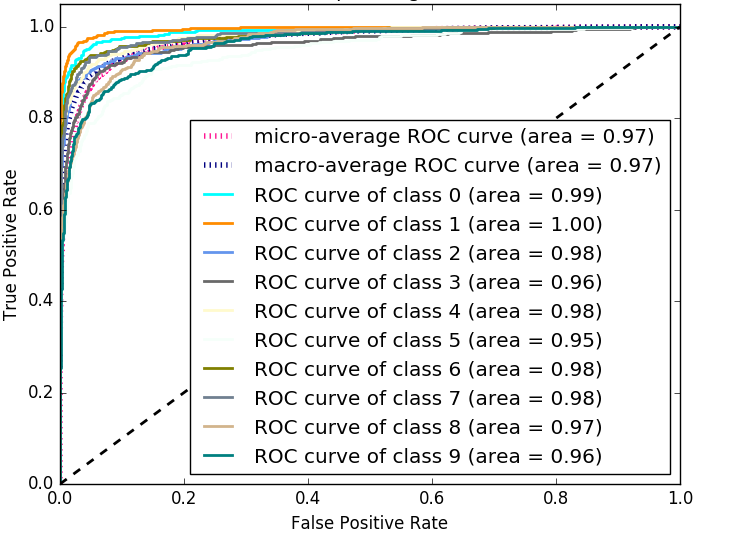 1.0
0.8
0.6
0.4
0.2
0.0
True Positive Rate
micro-average ROC curve (area = 0.97)
macro-average ROC curve (area = 0.97)
ROC curve of class 0 (area = 0.99)
ROC curve of class 1 (area = 1.00)
ROC curve of class 2 (area = 0.98)
ROC curve of class 3 (area = 0.96)
ROC curve of class 4 (area = 0.98)
ROC curve of class 5 (area = 0.95)
ROC curve of class 6 (area = 0.98)
ROC curve of class 7 (area = 0.98)
ROC curve of class 8 (area = 0.97)
ROC curve of class 9 (area = 0.96)
0.0 0.2 0.4 0.6 0.8 1.0
False Positive Rate